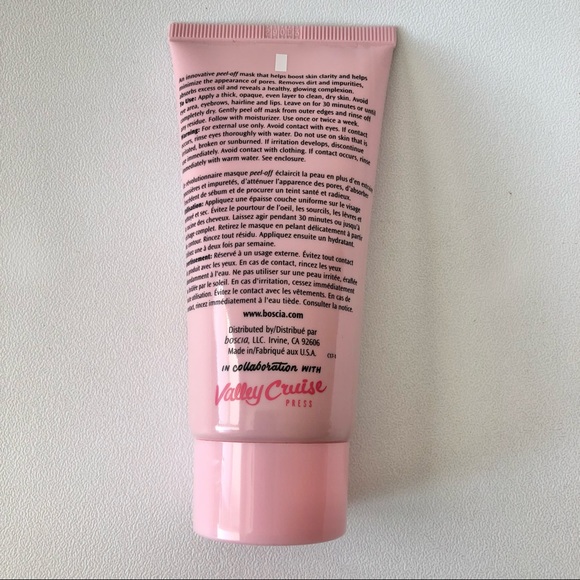 An innovative peel-off mask that helps boost skin clarity and helps
minimize the appearance of pores. Removes dirt and impurities,
absorbs excess oil and reveals a healthy, glowing complexion.
To Use: Apply a thick, opaque, even layer to clean, dry skin. Avoid
eye area, eyebrows, hairline and lips. Leave on for 30 minutes or until
completely dry. Gently peel off mask from outer edges and rinse off
any residue. Follow with moisturizer. Use once or twice a week.
Warning: For external use only. Avoid contact with eyes. If contact
occurs, rinse eyes thoroughly with water. Do not use on skin that is
irritated, broken or sunburned. If irritation develops, discontinue
use immediately. Avoid contact with clothing. If contact occurs, rinse
immediately with warm water. See enclosure.
révolutionnaire masque peel-off éclaircit la peau en plus d'en
et impuretés, d'atténuer l'apparence des pores, d'absorber
de sébum et de procurer un teint sain et radieux.
Appliquez une épaisse couche uniforme sur le visage
et sec. Évitez le pourtour de l'oeil, les sourcils, les lèvres et
des cheveux. Laissez agir pendant 30 minutes ou jusqu'à
complet. Retirez le masque en pelant délicatement à partir
contour. Rincez tout résidu. Appliquez ensuite un hydratant.
une à deux fois par semaine.
Réservé à un usage externe. Évitez tout contact
produit avec les yeux. En cas de contact, rincez les yeux
à l'eau. Ne pas utiliser sur une peau irritée, éraflée
brûlée par le soleil. En cas d'irritation, cessez immédiatement
utilisation. Évitez le contact avec les vêtements. En cas de
contact, rincez immédiatement à l'eau tiède. Consulter la notice.
www.boscia.com
Distributed by/Distribué par
boscia, LLC. Irvine, CA 92606
Made in/Fabriqué aux U.S.A.
IN collaboration WITH
Valley Cruise
PRESS